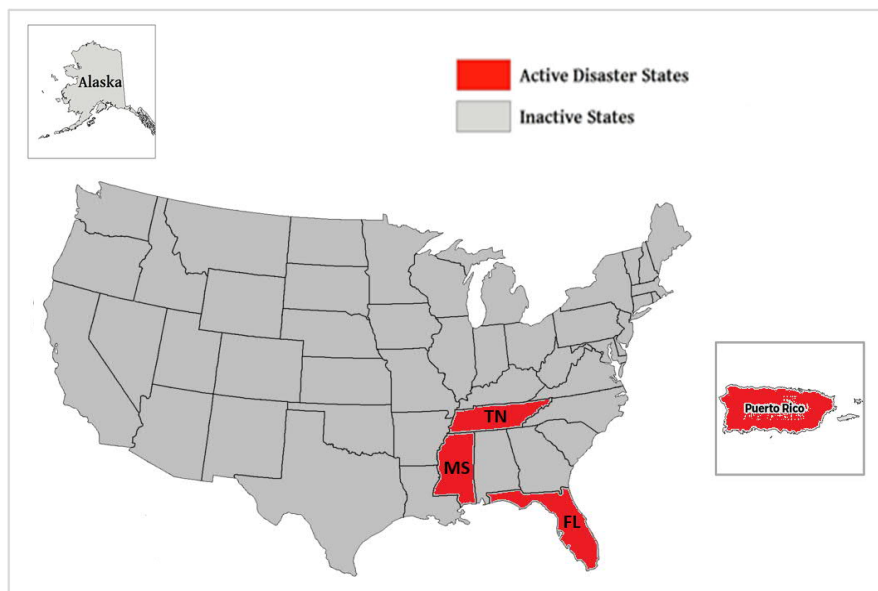 Alaska
Active Disaster States
Inactive States
TN
MS
FL
Puerto Rico